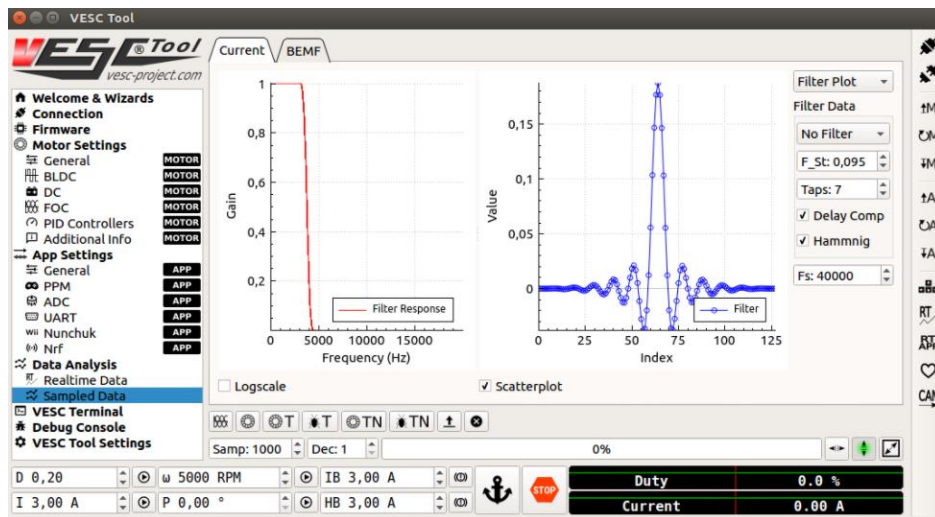 VESC Tool
VESC® Tool
vesc-project.com
Welcome & Wizards
Connection
Firmware
Motor Settings
General MOTOR
BLDC MOTOR
DC MOTOR
FOC MOTOR
PID Controllers MOTOR
Additional Info MOTOR
App Settings
General APP
PPM APP
ADC APP
UART APP
Wii Nunchuk APP
Nrf APP
Data Analysis
RT Realtime Data
Sampled Data
VESC Terminal
Debug Console
VESC Tool Settings
Current BEMF
1
0,8
0,6
0,4
0,2
Gain
0 5000 10000 15000
Frequency (Hz)
Filter Response
0,15
0,1
0,05
0
Value
0 25 50 75 100 125
Index
Filter
Logscale
Scatterplot
Filter Plot
Filter Data
No Filter
F_St: 0,095
Taps: 7
Delay Comp
Hammnig
Fs: 40000
T T TN TN
Samp: 1000 Dec: 1 0%
D 0,20 ω 5000 RPM IB 3,00 A
I 3,00 A P 0,00 ° HB 3,00 A
STOP
Duty 0.0 %
Current 0.00 A
M
M
M
A
A
A
RT
RT
CAN